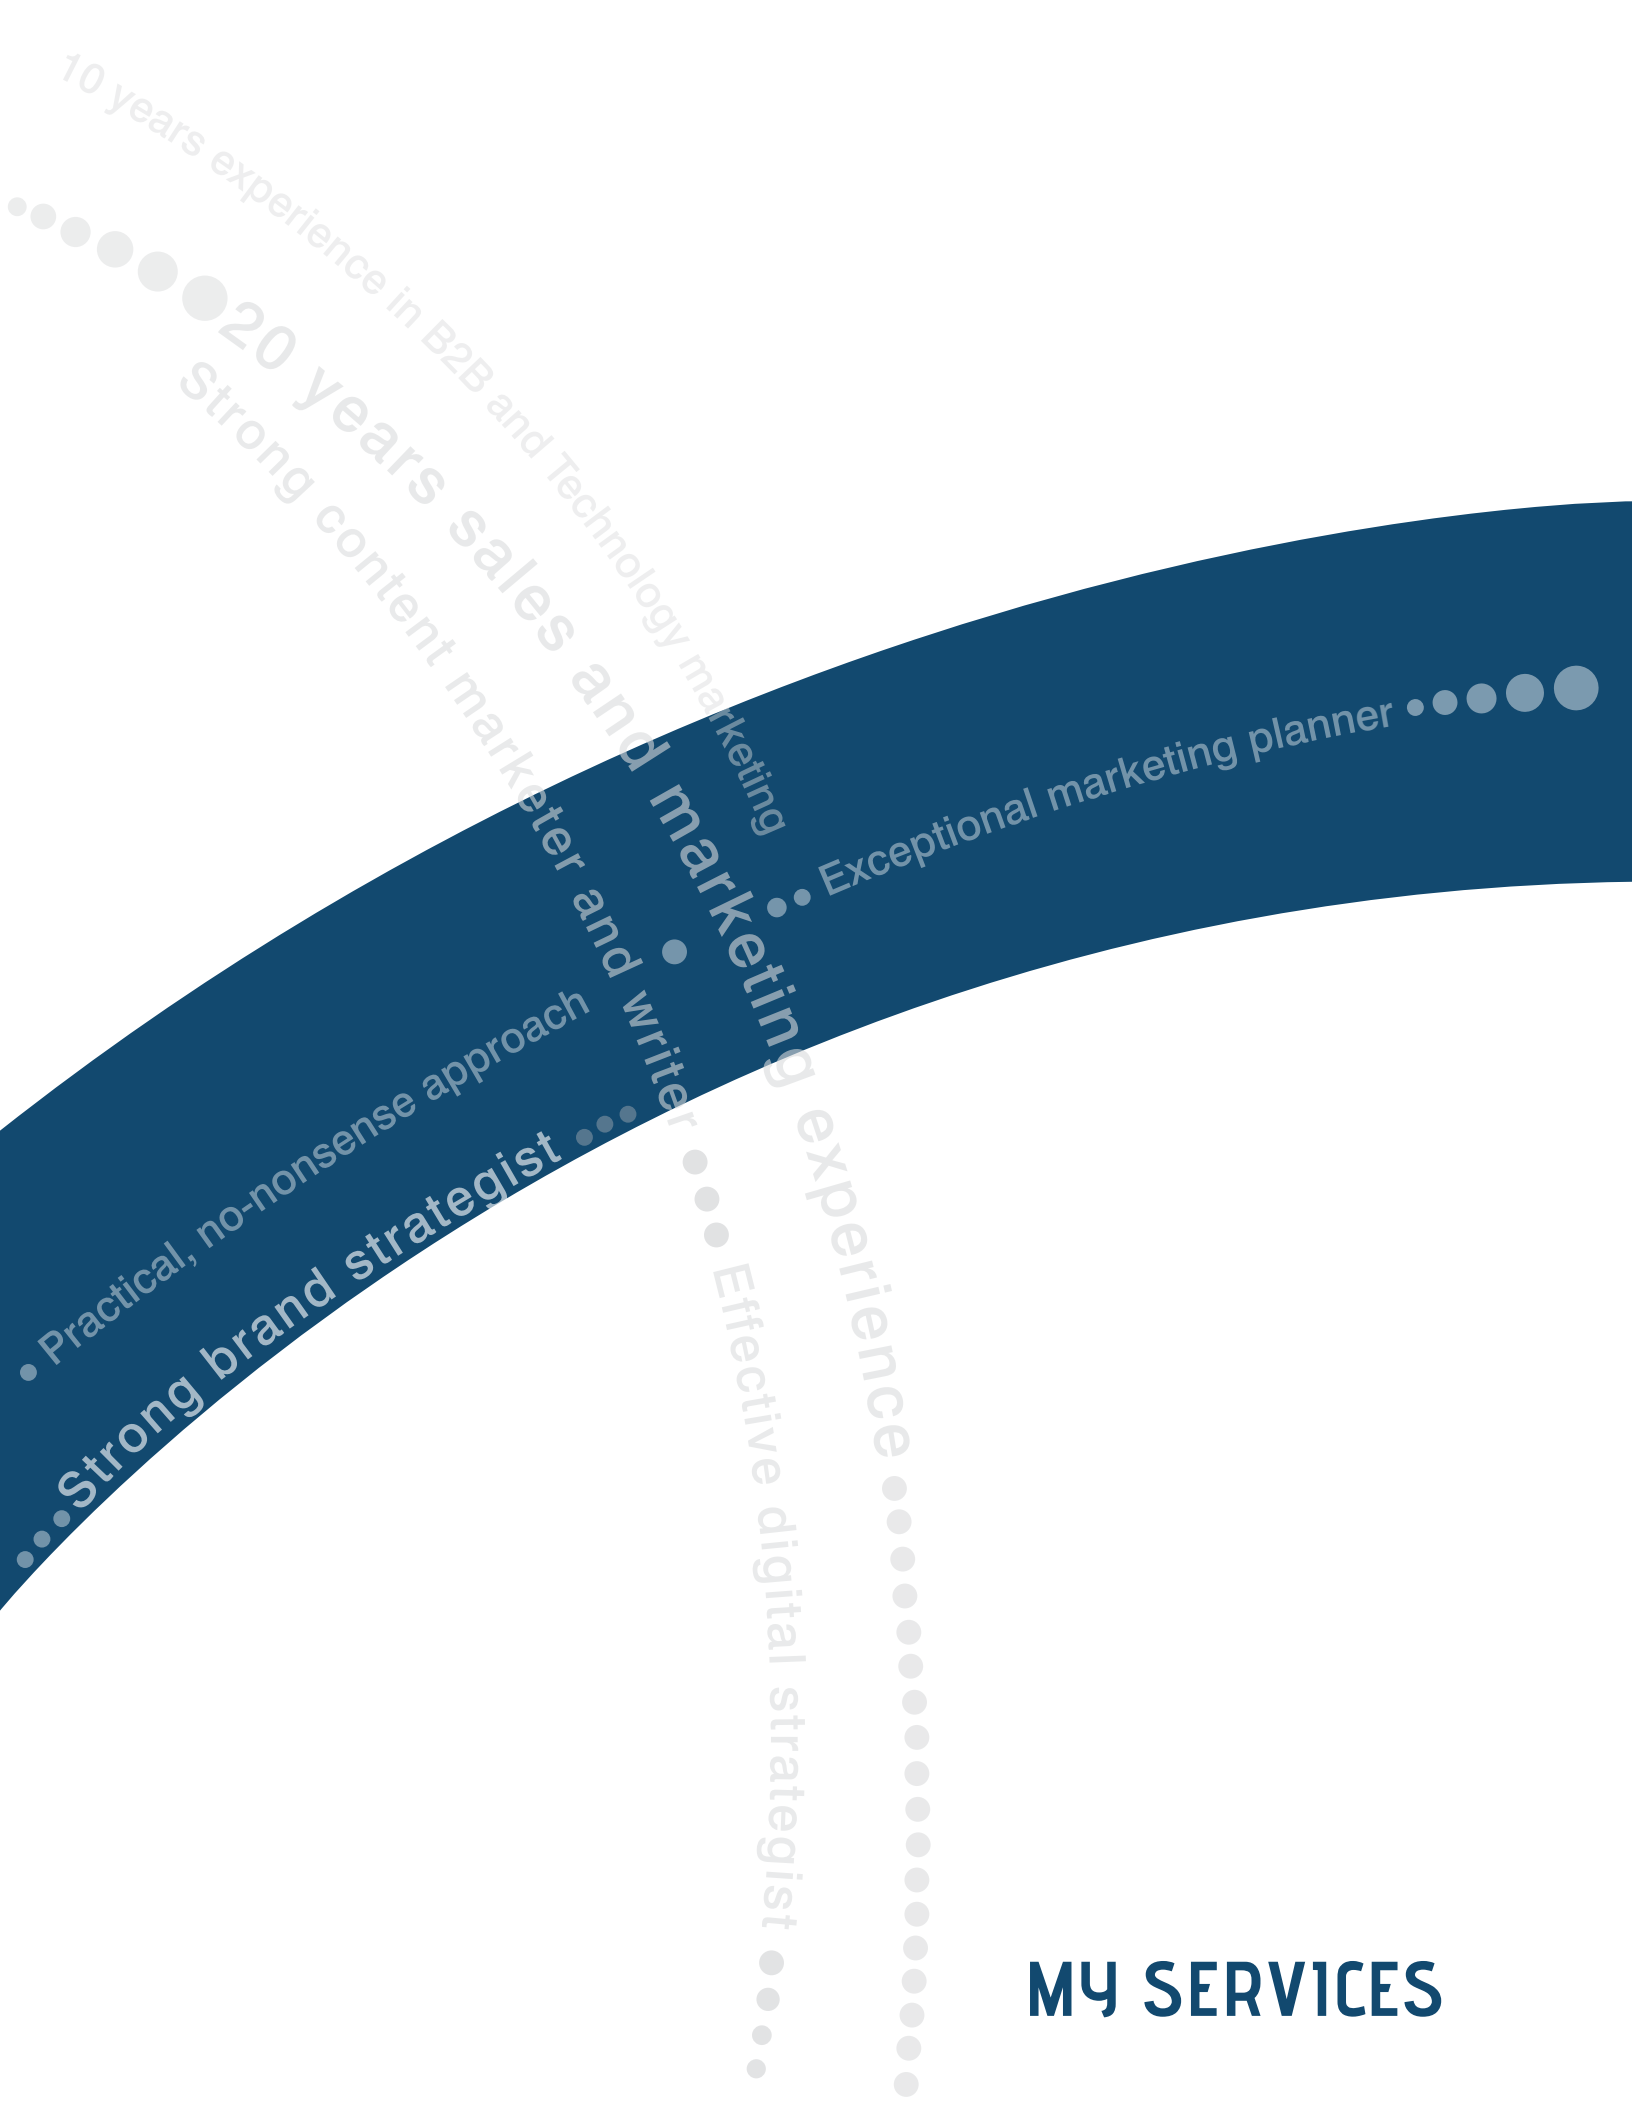 10 years experience in B2B and Technology marketing
20 years sales and marketing experience
Strong content marketer and writer
Exceptional marketing planner
Practical, no-nonsense approach
Strong brand strategist
Effective digital strategist
MY SERVICES